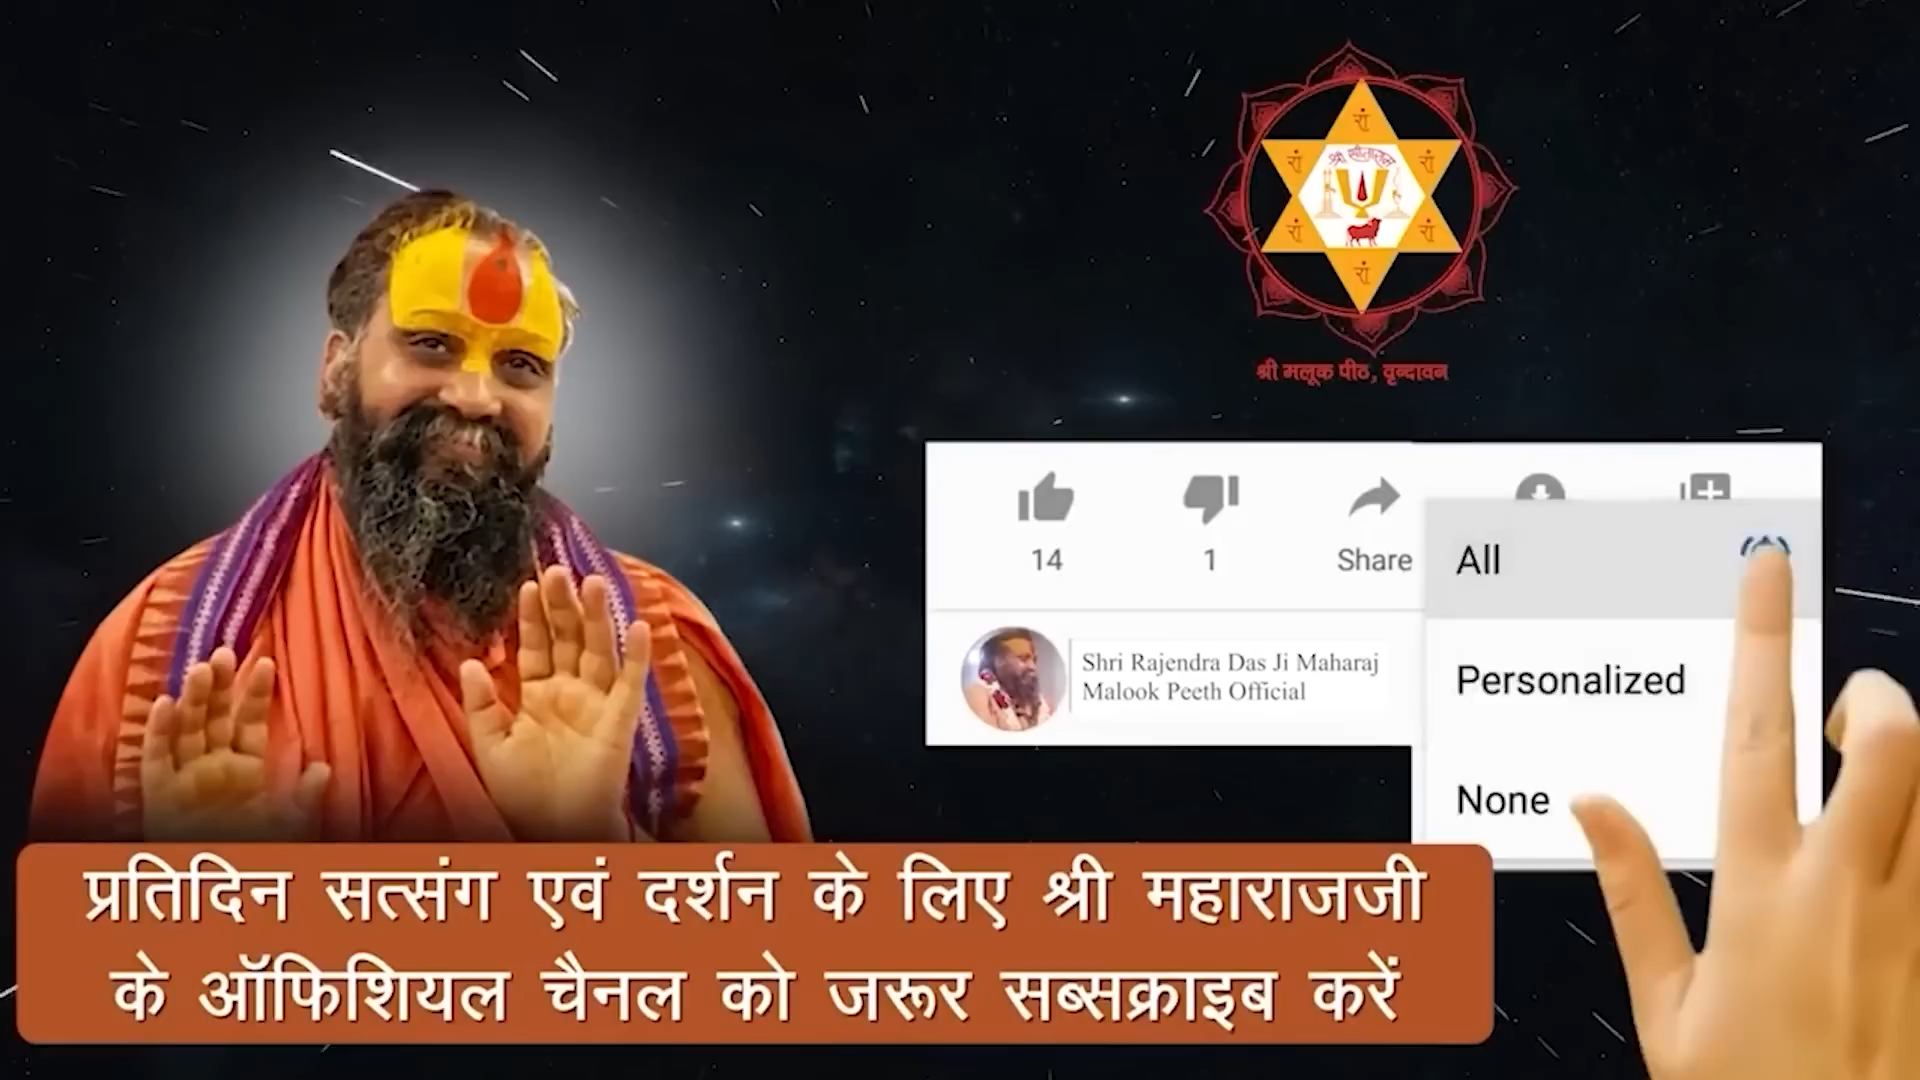 रां
रां
रां
श्री सीताराम
रां
रां
रां
श्री मलूक पीठ, वृन्दावन
14
1
Share
All
Personalized
None
Shri Rajendra Das Ji Maharaj
Malook Peeth Official
प्रतिदिन सत्संग एवं दर्शन के लिए श्री महाराजजी
के ऑफिशियल चैनल को जरूर सब्सक्राइब करें